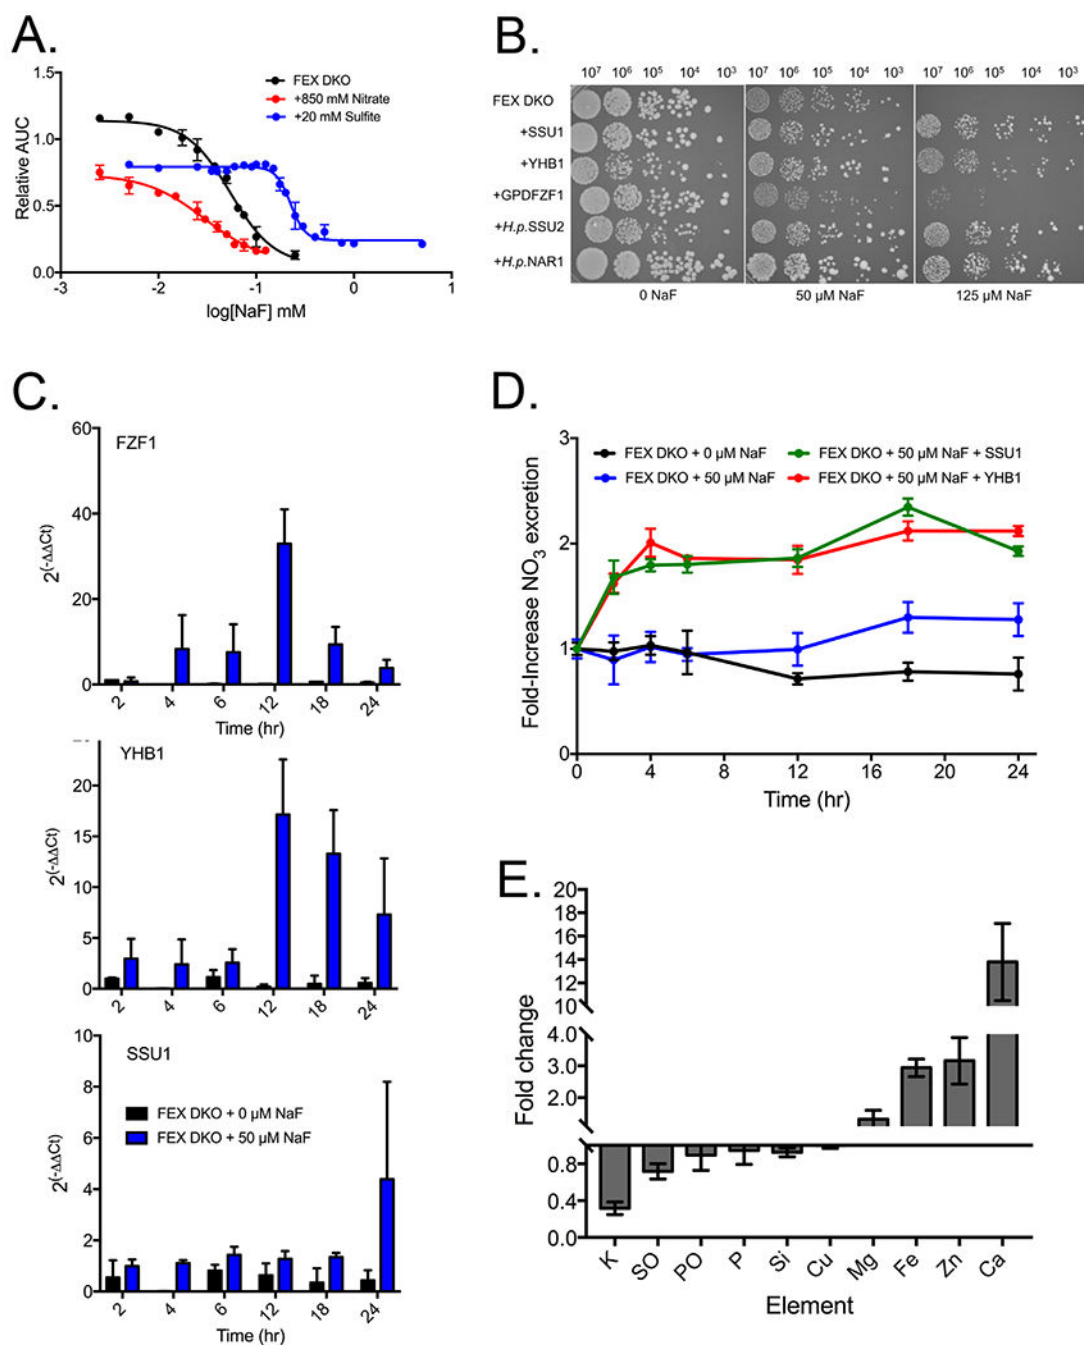 A.
1.5
1.0
0.5
0.0
Relative AUC
-3
-2
-1
0
1
log[NaF] mM
FEX DKO
+850 mM Nitrate
+20 mM Sulfite
B.
10⁷ 10⁶ 10⁵ 10⁴ 10³ 10⁷ 10⁶ 10⁵ 10⁴ 10³ 10⁷ 10⁶ 10⁵ 10⁴ 10³
FEX DKO
+SSU1
+YHB1
+GPDFZF1
+H.p.SSU2
+H.p.NAR1
0 NaF
50 µM NaF
125 µM NaF
C.
FZF1
60
40
20
10
0
2^(-ΔΔCt)
2 4 6 12 18 24
Time (hr)
YHB1
20
15
10
5
0
2^(-ΔΔCt)
2 4 6 12 18 24
Time (hr)
SSU1
10
8
6
4
2
0
2^(-ΔΔCt)
FEX DKO + 0 µM NaF
FEX DKO + 50 µM NaF
2 4 6 12 18 24
Time (hr)
D.
3
2
1
0
Fold-Increase NO₃ excretion
FEX DKO + 0 µM NaF
FEX DKO + 50 µM NaF
FEX DKO + 50 µM NaF + SSU1
FEX DKO + 50 µM NaF + YHB1
0 4 8 12 16 20 24
Time (hr)
E.
20
18
16
14
12
10
4.0
3.0
2.0
0.8
0.4
0.0
Fold change
K SO PO P Si Cu Mg Fe Zn Ca
Element